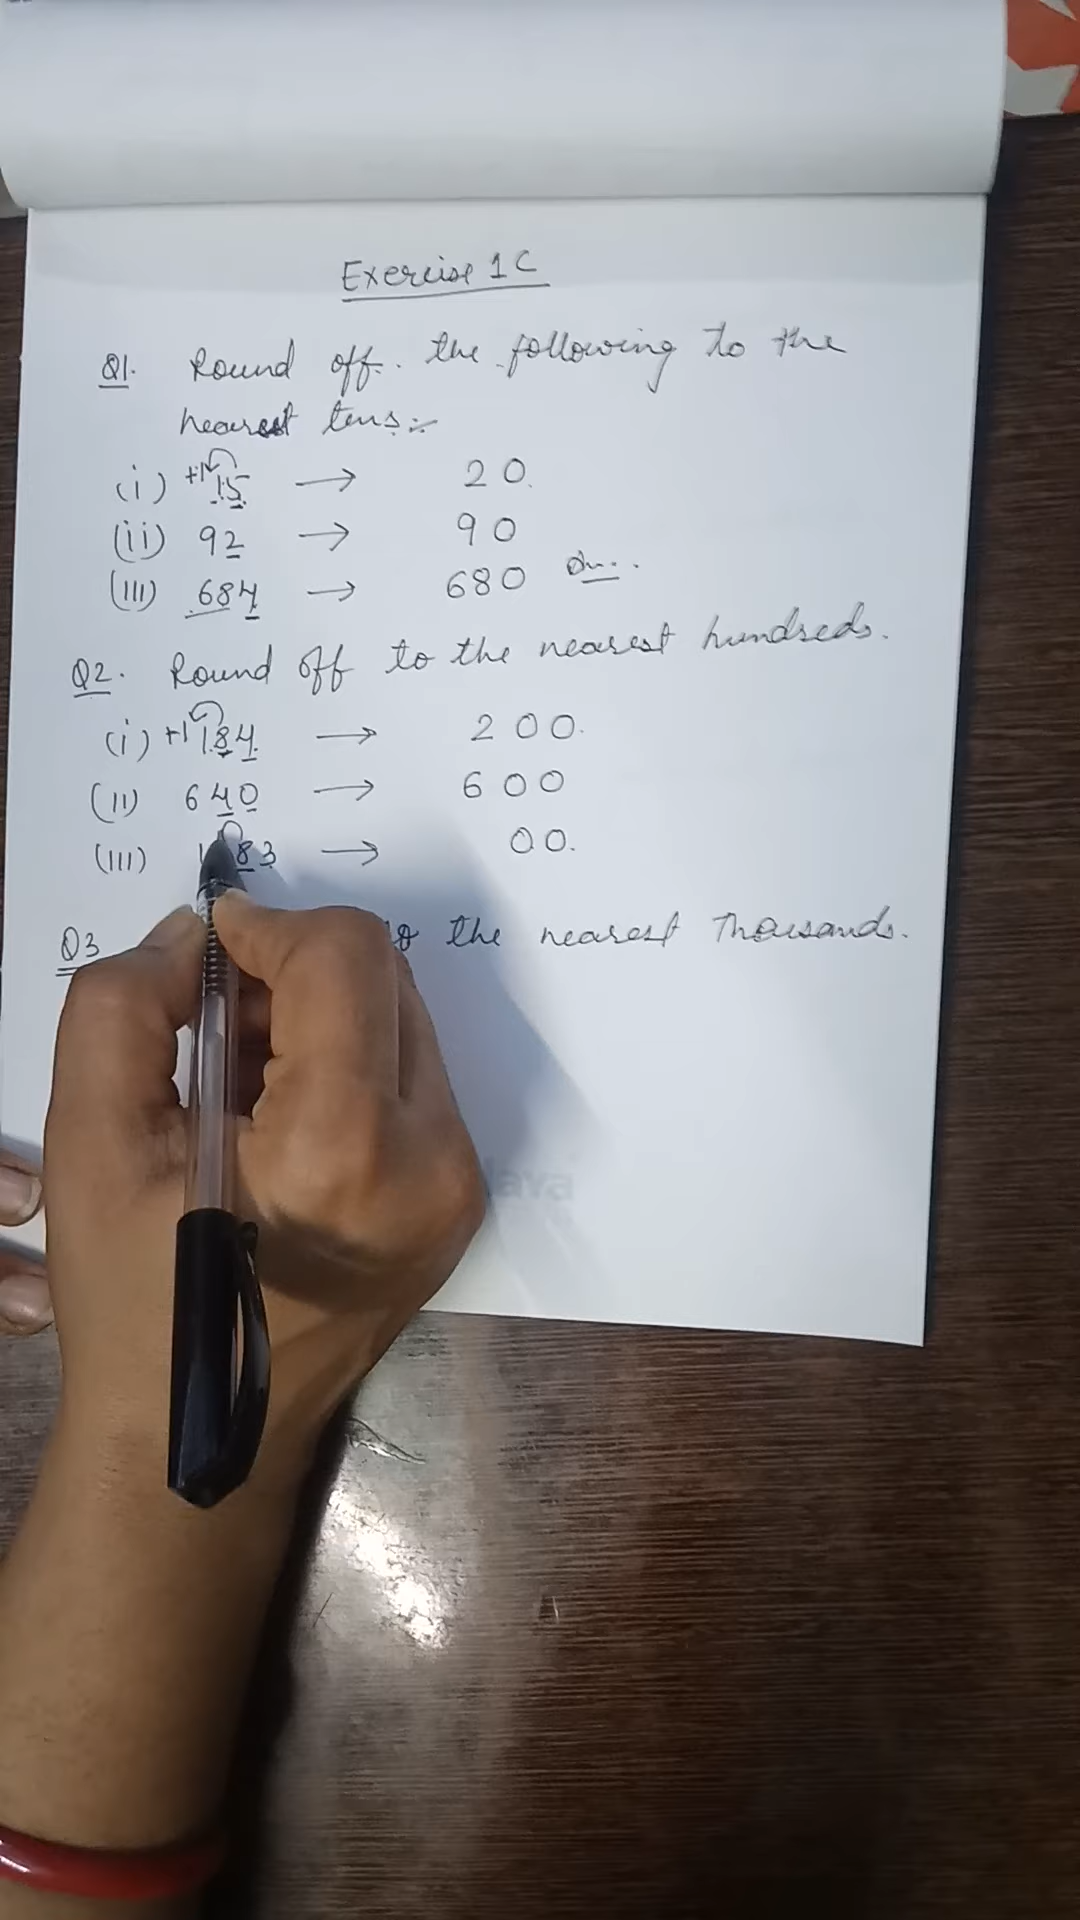 Exercise 1C
Q1. Round off the following to the
nearest tens:-
(i) +1 15 → 20.
(ii) 92 → 90
(III) 684 → 680 Ans.
Q2. Round off to the nearest hundreds.
(i) +1 184 → 200.
(II) 640 → 600
(III) 1 83 → 00.
Q3 to the nearest Thousands.